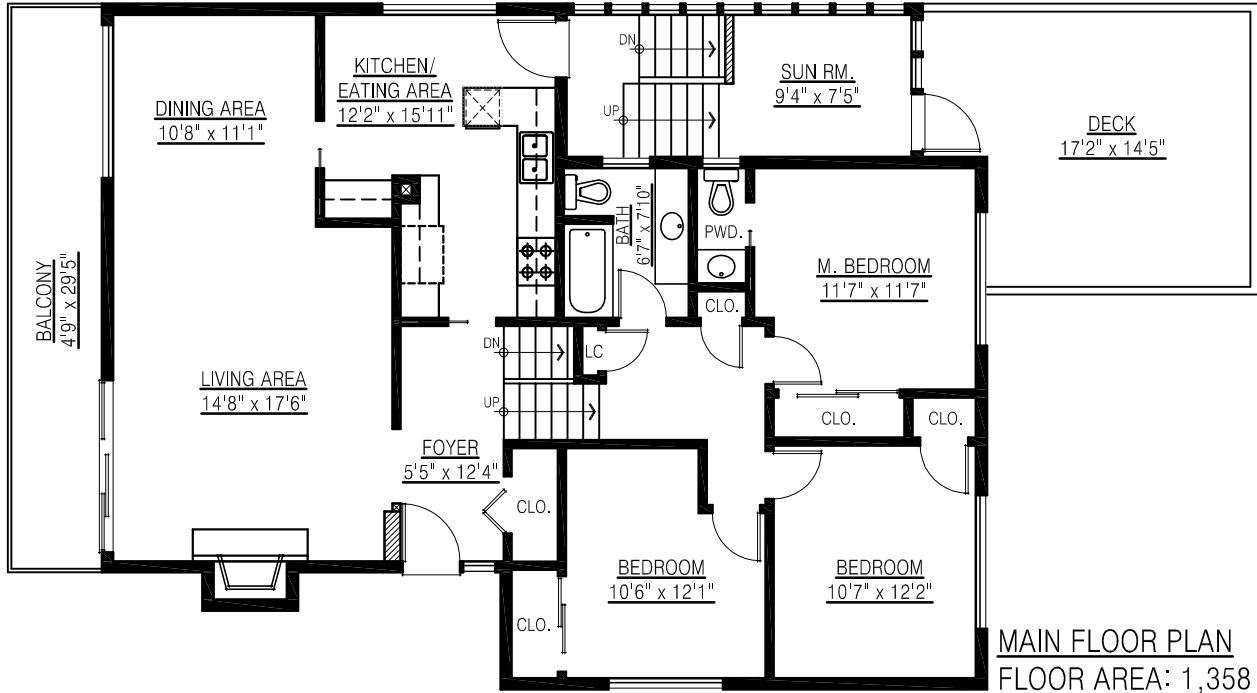 DN
UP
SUN RM.
9'4" x 7'5"
KITCHEN/
EATING AREA
12'2" x 15'11"
DINING AREA
10'8" x 11'1"
DECK
17'2" x 14'5"
BATH
6'7" x 7'10"
PWD.
M. BEDROOM
11'7" x 11'7"
CLO.
BALCONY
4'9" x 29'5"
DN
LC
UP
LIVING AREA
14'8" x 17'6"
CLO.
CLO.
FOYER
5'5" x 12'4"
CLO.
BEDROOM
10'6" x 12'1"
BEDROOM
10'7" x 12'2"
CLO.
MAIN FLOOR PLAN
FLOOR AREA: 1,358